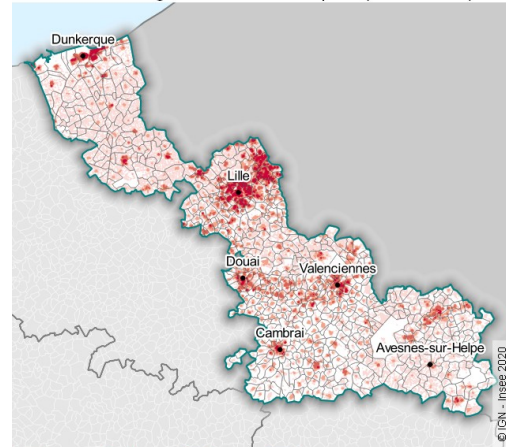 Dunkerque
Lille
Douai
Valenciennes
Cambrai
Avesnes-sur-Helpe
© IGN - Insee 2020